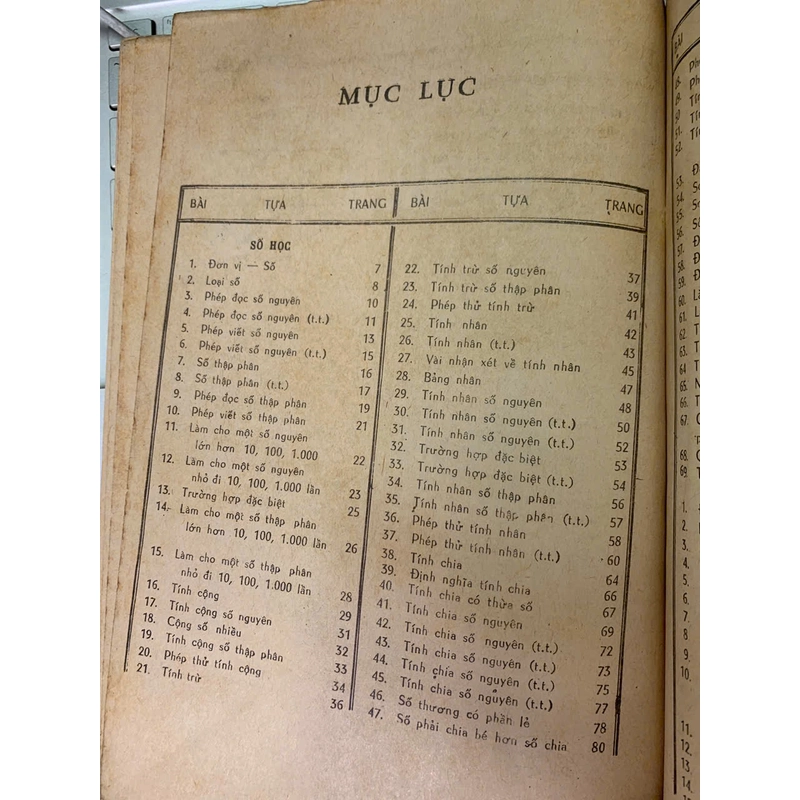 MỤC LỤC
BÀI TỰA TRANG
SỐ HỌC
1. Đơn vị — Số 7
2. Loại số 8
3. Phép đọc số nguyên 10
4. Phép đọc số nguyên (t.t.) 11
5. Phép viết số nguyên 13
6. Phép viết số nguyên (t.t.) 15
7. Số thập phân 16
8. Số thập phân (t.t.) 17
9. Phép đọc số thập phân 19
10. Phép viết số thập phân 21
11. Làm cho một số nguyên
lớn hơn 10, 100, 1.000 22
12. Làm cho một số nguyên
nhỏ đi 10, 100, 1.000 lần 23
13. Trường hợp đặc biệt 25
14. Làm cho một số thập phân
lớn hơn 10, 100, 1.000 lần 26
15. Làm cho một số thập phân
nhỏ đi 10, 100, 1.000 lần 28
16. Tính cộng 29
17. Tính cộng số nguyên 31
18. Cộng số nhiều 32
19. Tính cộng số thập phân 33
20. Phép thử tính cộng 34
21. Tính trừ 36
BÀI TỰA TRANG
22. Tính trừ số nguyên 37
23. Tính trừ số thập phân 39
24. Phép thử tính trừ 41
25. Tính nhân 42
26. Tính nhân (t.t.) 43
27. Vài nhận xét về tính nhân 45
28. Bảng nhân 47
29. Tính nhân số nguyên 48
30. Tính nhân số nguyên (t.t.) 50
31. Tính nhân số nguyên (t.t.) 52
32. Trường hợp đặc biệt 53
33. Trường hợp đặc biệt (t.t.) 54
34. Tính nhân số thập phân 56
35. Tính nhân số thập phân (t.t.) 57
36. Phép thử tính nhân 58
37. Phép thử tính nhân (t.t.) 60
38. Tính chia 64
39. Định nghĩa tính chia 66
40. Tính chia có thừa số 67
41. Tính chia số nguyên 69
42. Tính chia số nguyên (t.t.) 72
43. Tính chia số nguyên (t.t.) 73
44. Tính chia số nguyên (t.t.) 75
45. Tính chia số nguyên (t.t.) 77
46. Số thương có phần lẻ 78
47. Số phải chia bé hơn số chia 80